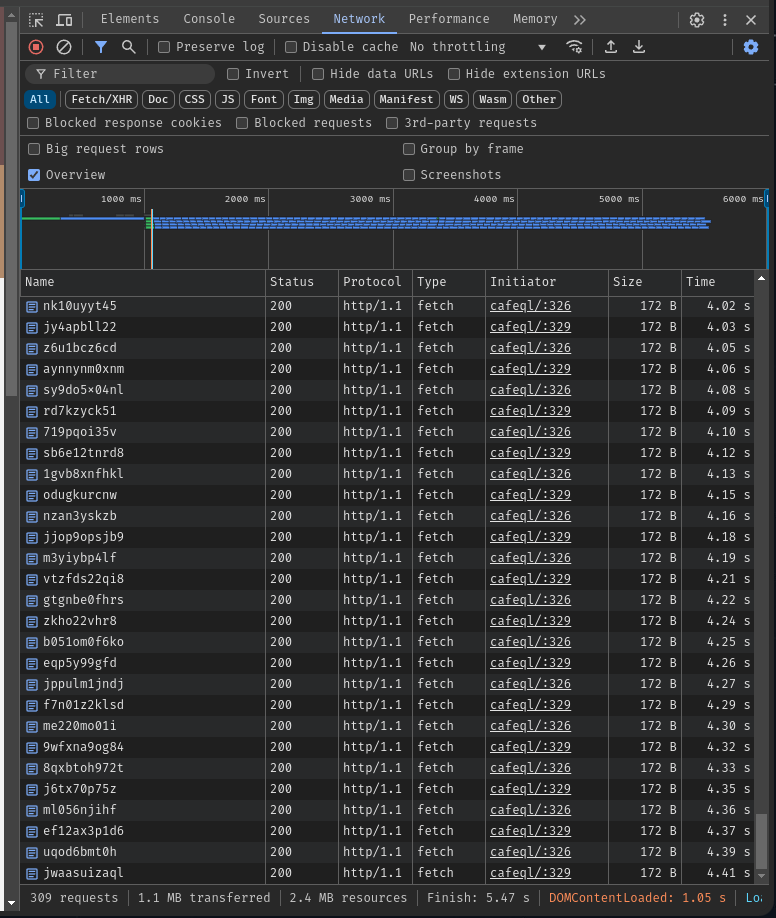 Elements Console Sources Network Performance Memory
Preserve log Disable cache No throttling
Filter Invert Hide data URLs Hide extension URLs
All Fetch/XHR Doc CSS JS Font Img Media Manifest WS Wasm Other
Blocked response cookies Blocked requests 3rd-party requests
Big request rows Group by frame
Overview Screenshots
1000 ms 2000 ms 3000 ms 4000 ms 5000 ms 6000 ms
Name Status Protocol Type Initiator Size Time
nk10uyyt45 200 http/1.1 fetch cafeql/:326 172 B 4.02 s
jy4apbll22 200 http/1.1 fetch cafeql/:329 172 B 4.03 s
z6u1bcz6cd 200 http/1.1 fetch cafeql/:326 172 B 4.05 s
aynnynm0xnm 200 http/1.1 fetch cafeql/:329 172 B 4.06 s
sy9do5×04nl 200 http/1.1 fetch cafeql/:326 172 B 4.08 s
rd7kzyck51 200 http/1.1 fetch cafeql/:329 172 B 4.09 s
719pqoi35v 200 http/1.1 fetch cafeql/:326 172 B 4.10 s
sb6e12tnrd8 200 http/1.1 fetch cafeql/:329 172 B 4.12 s
1gvb8xnfhkl 200 http/1.1 fetch cafeql/:326 172 B 4.13 s
odugkurcnw 200 http/1.1 fetch cafeql/:329 172 B 4.15 s
nzan3yskzb 200 http/1.1 fetch cafeql/:326 172 B 4.16 s
jjop9opsjb9 200 http/1.1 fetch cafeql/:329 172 B 4.18 s
m3yiybp4lf 200 http/1.1 fetch cafeql/:326 172 B 4.19 s
vtzfds22qi8 200 http/1.1 fetch cafeql/:329 172 B 4.21 s
gtgnbe0fhrs 200 http/1.1 fetch cafeql/:326 172 B 4.22 s
zkho22vhr8 200 http/1.1 fetch cafeql/:329 172 B 4.24 s
b051om0f6ko 200 http/1.1 fetch cafeql/:326 172 B 4.25 s
eqp5y99gfd 200 http/1.1 fetch cafeql/:329 172 B 4.26 s
jppulm1jndj 200 http/1.1 fetch cafeql/:326 172 B 4.27 s
f7n01z2klsd 200 http/1.1 fetch cafeql/:329 172 B 4.29 s
me220mo01i 200 http/1.1 fetch cafeql/:326 172 B 4.30 s
9wfxna9og84 200 http/1.1 fetch cafeql/:329 172 B 4.32 s
8qxbtoh972t 200 http/1.1 fetch cafeql/:326 172 B 4.33 s
j6tx70p75z 200 http/1.1 fetch cafeql/:329 172 B 4.35 s
ml056njihf 200 http/1.1 fetch cafeql/:326 172 B 4.36 s
ef12ax3p1d6 200 http/1.1 fetch cafeql/:329 172 B 4.37 s
uqod6bmt0h 200 http/1.1 fetch cafeql/:326 172 B 4.39 s
jwaasuizaql 200 http/1.1 fetch cafeql/:329 172 B 4.41 s
309 requests 1.1 MB transferred 2.4 MB resources Finish: 5.47 s DOMContentLoaded: 1.05 s Lo